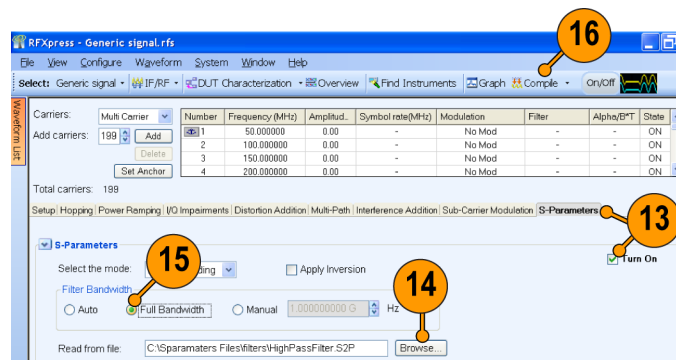 16
RFXpress - Generic signal.rfs
File View Configure Waveform System Window Help
Select: Generic signal IF/RF DUT Characterization Overview Find Instruments Graph Compile On/Off
Waveform List
Carriers: Multi Carrier
Add carriers: 199 Add
Delete
Set Anchor
Total carriers: 199
Number Frequency (MHz) Amplitud.. Symbol rate(MHz) Modulation Filter Alpha/B*T State
1 50.000000 0.00 - No Mod - - ON
2 100.000000 0.00 - No Mod - - ON
3 150.000000 0.00 - No Mod - - ON
4 200.000000 0.00 - No Mod - - ON
Setup Hopping Power Ramping I/Q Impairments Distortion Addition Multi-Path Interference Addition Sub-Carrier Modulation S-Parameters
13
S-Parameters
Turn On
15
Select the mode: Apply Inversion
14
Filter Bandwidth
Auto Full Bandwidth Manual 1.000000000 G Hz
Read from file: C:\Sparamaters Files\filters\HighPassFilter.S2P Browse...